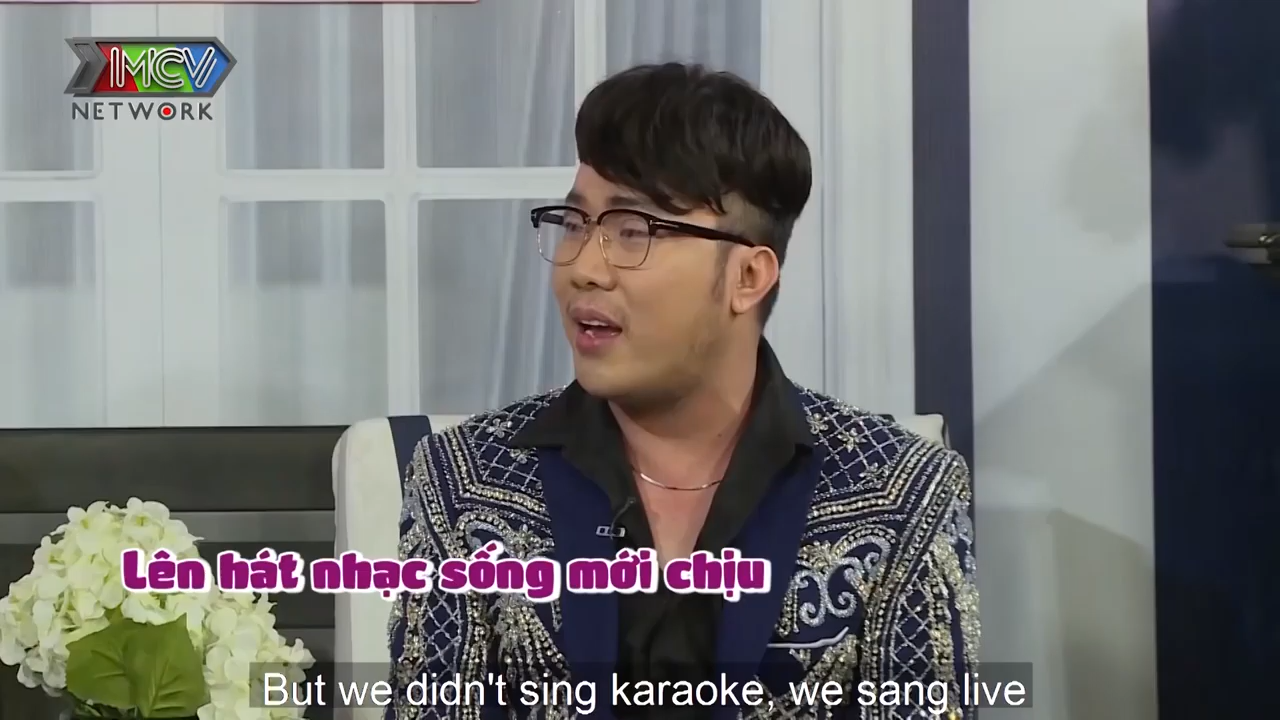 MCV
NETWORK
Lên hát nhạc sống mới chịu
But we didn't sing karaoke, we sang live